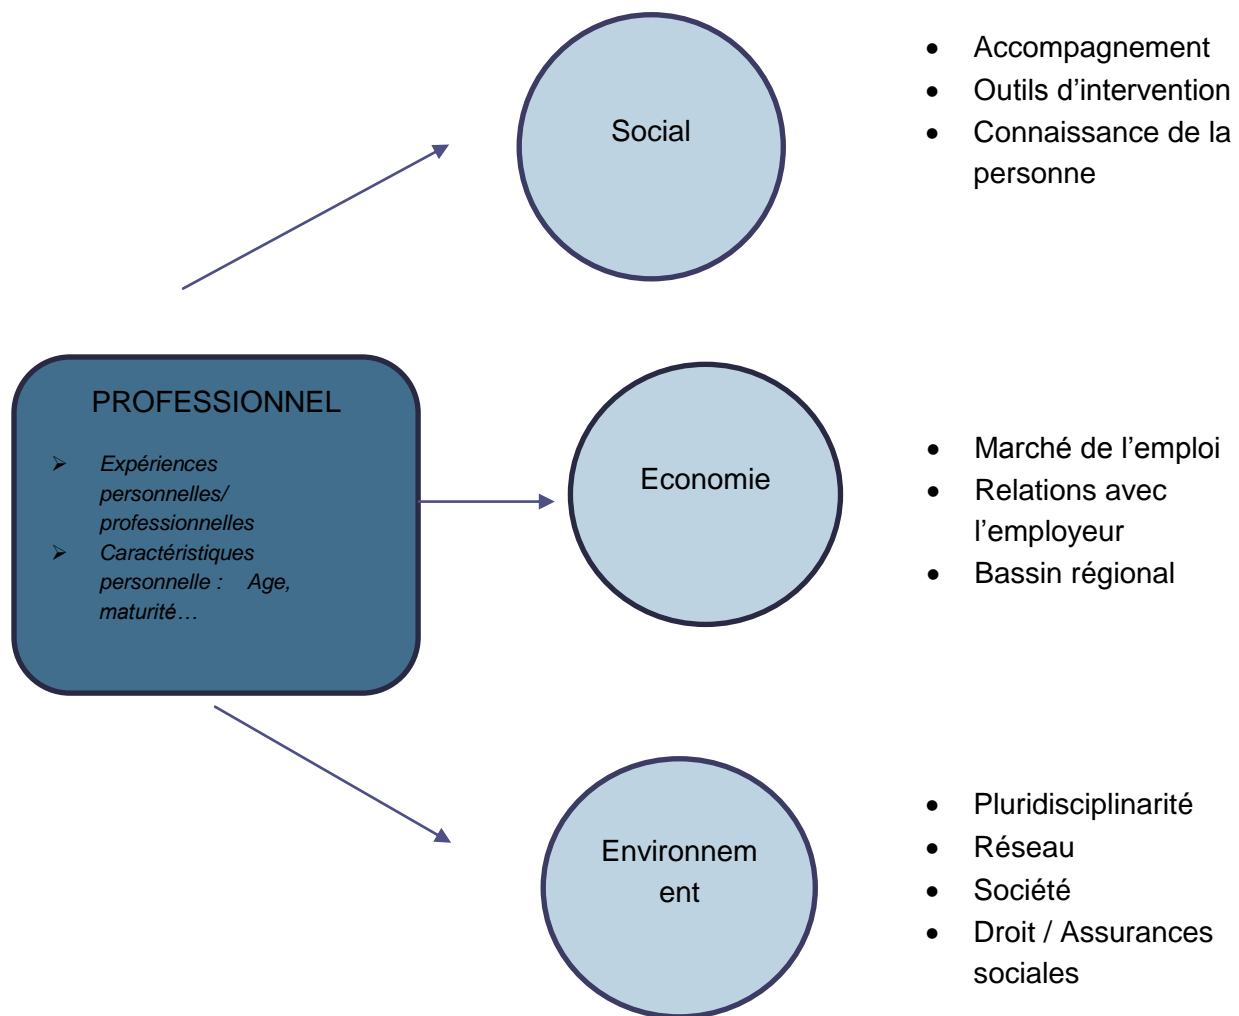 Social
• Accompagnement
• Outils d’intervention
• Connaissance de la
personne
PROFESSIONNEL
➢ Expériences
personnelles/
professionnelles
➢ Caractéristiques
personnelle : Age,
maturité…
Economie
• Marché de l’emploi
• Relations avec
l’employeur
• Bassin régional
Environnem
ent
• Pluridisciplinarité
• Réseau
• Société
• Droit / Assurances
sociales